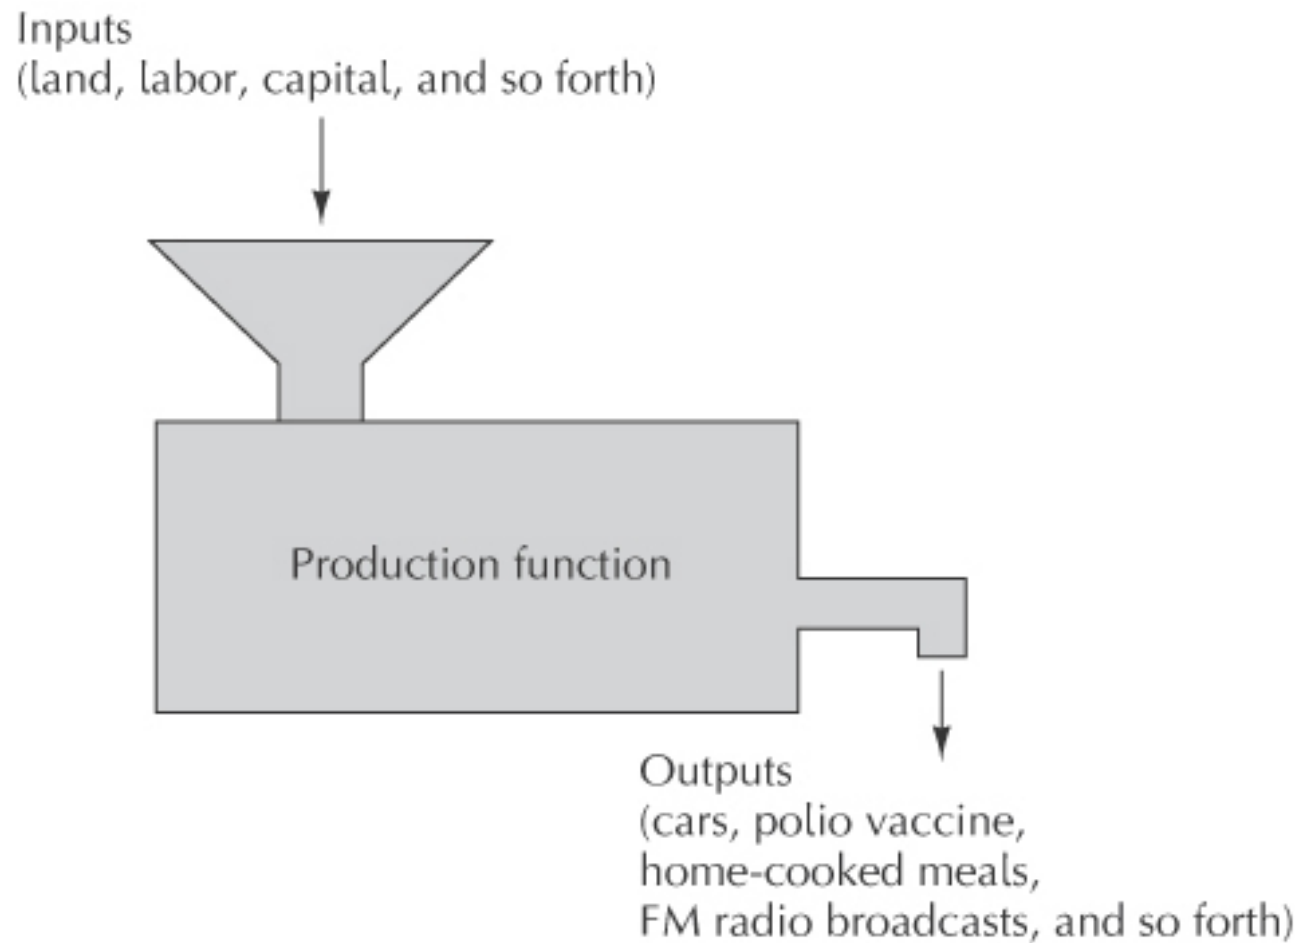 Inputs
(land, labor, capital, and so forth)
Production function
Outputs
(cars, polio vaccine,
home-cooked meals,
FM radio broadcasts, and so forth)